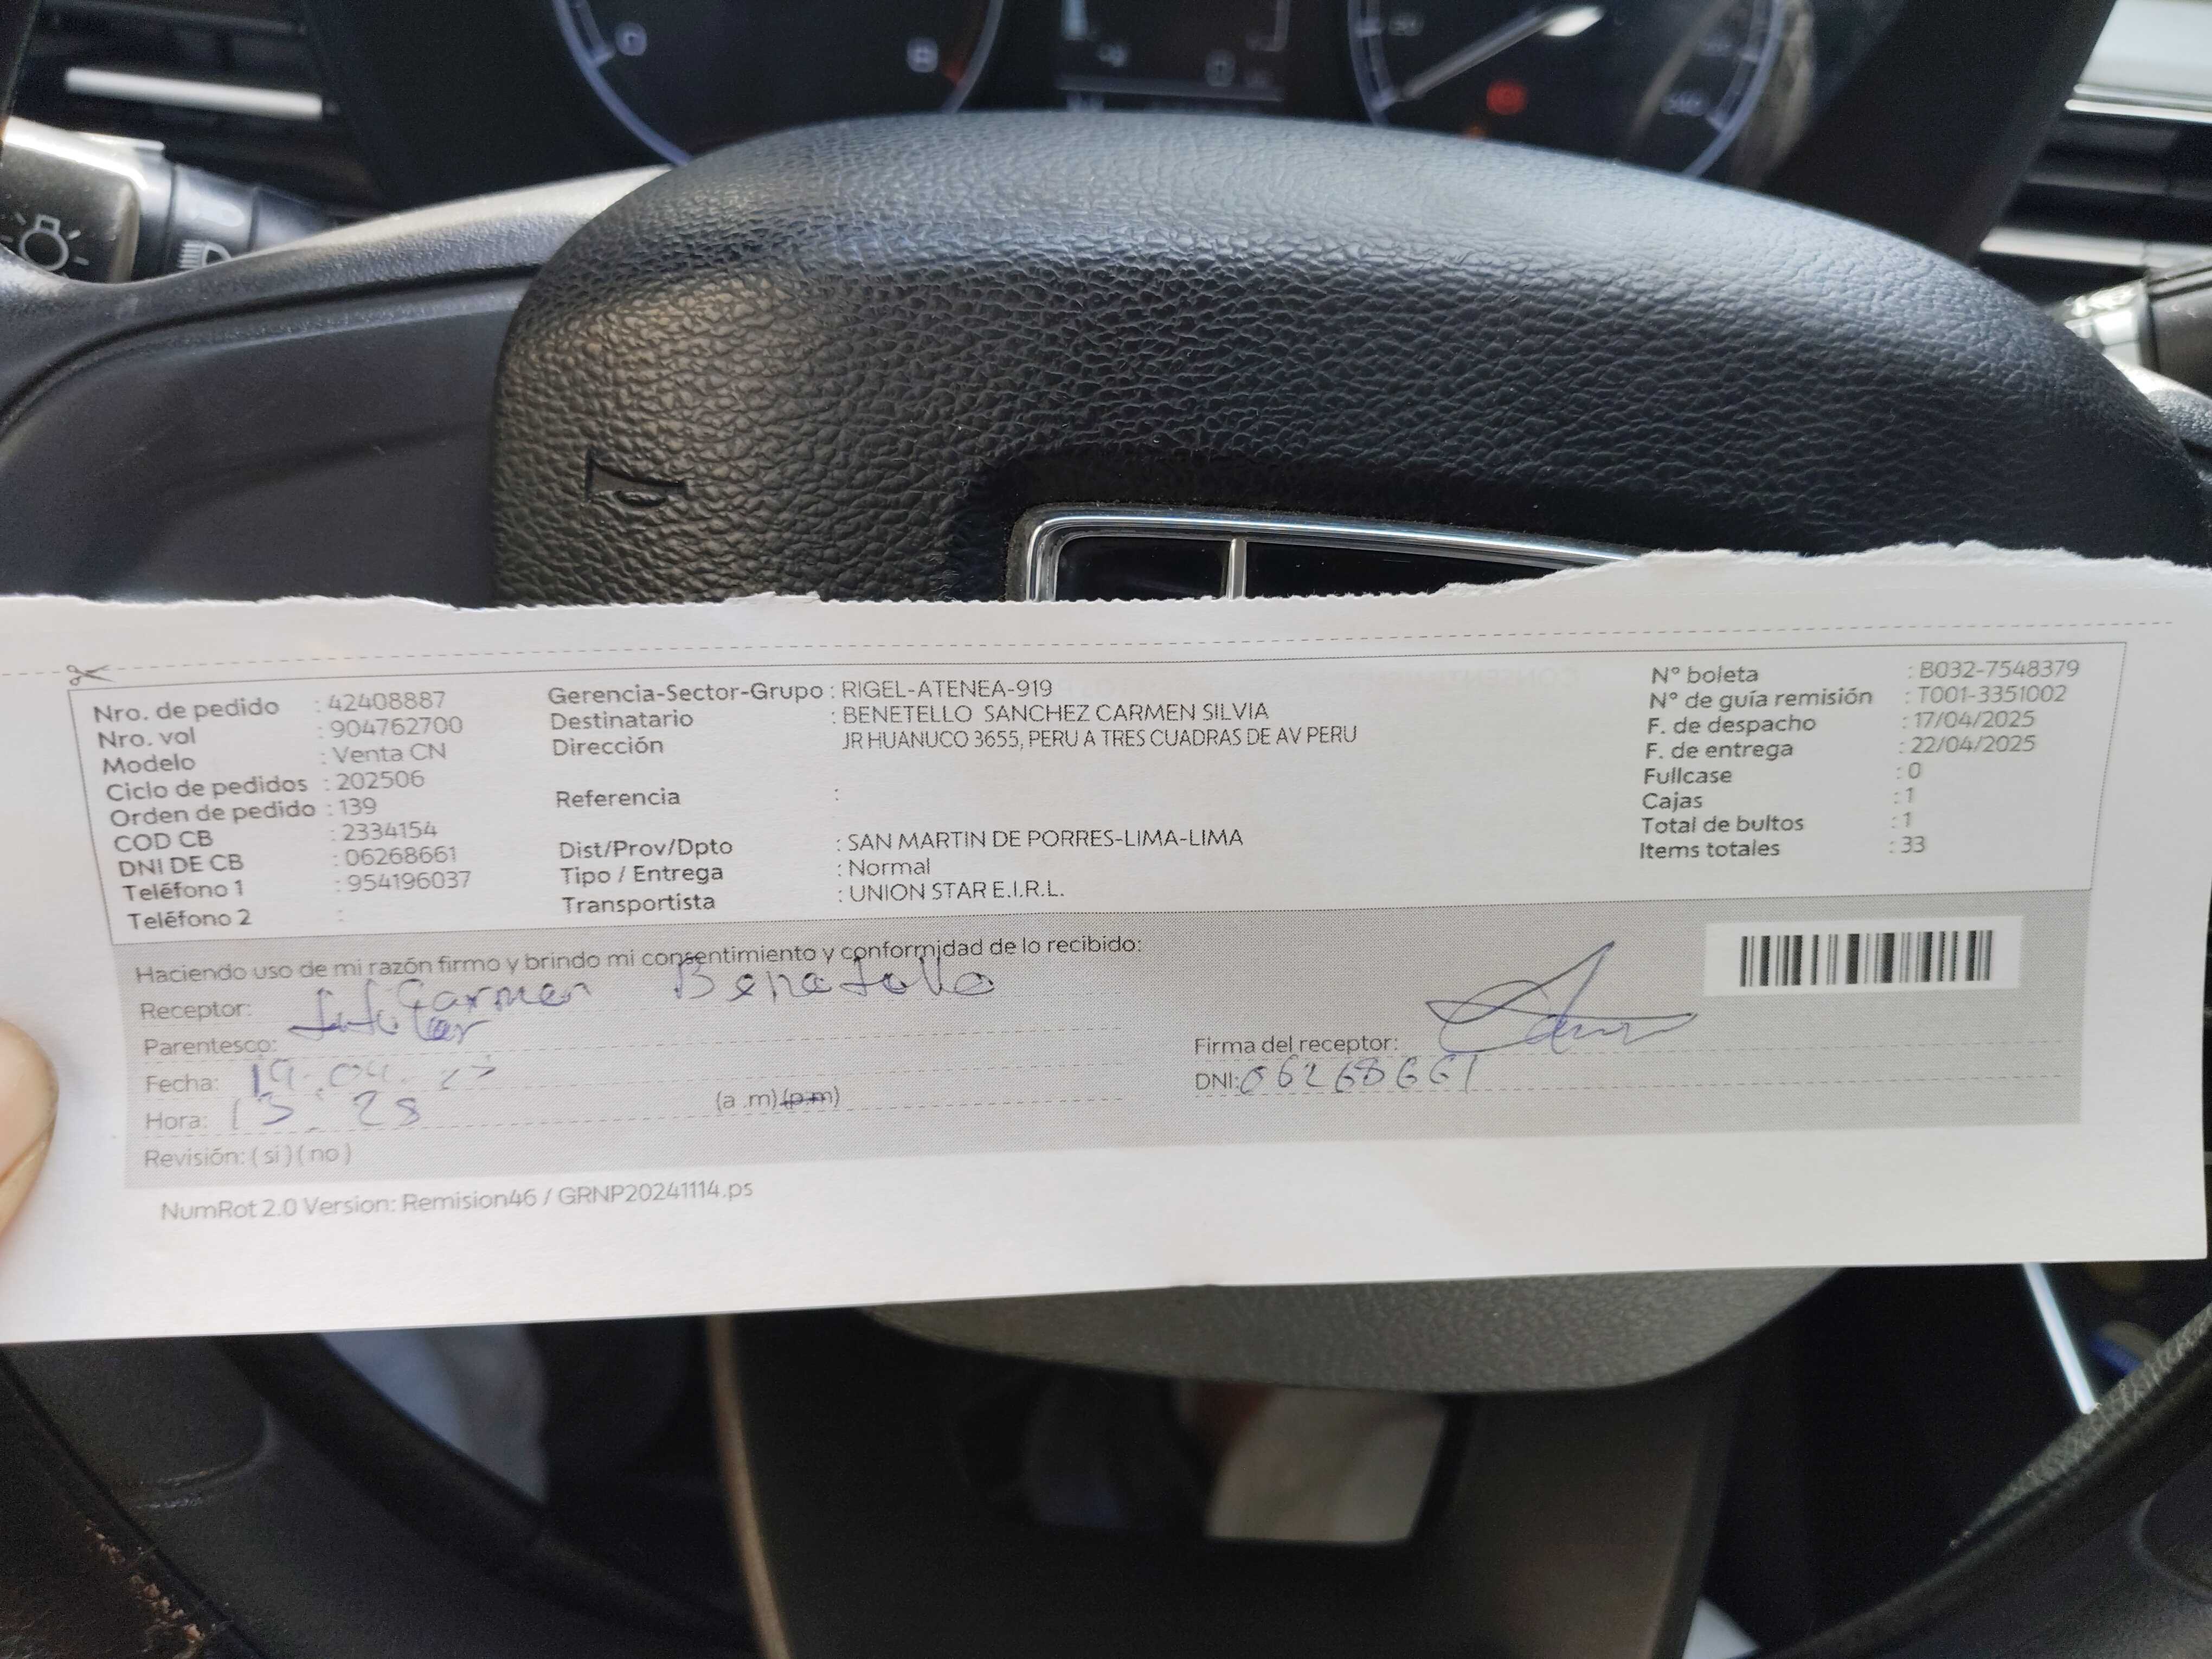 Nro. de pedido : 42408887
Nro. vol : 904762700
Modelo : Venta CN
Ciclo de pedidos : 202506
Orden de pedido : 139
COD CB : 2334154
DNI DE CB : 06268661
Teléfono 1 : 954196037
Teléfono 2 :
Gerencia-Sector-Grupo : RIGEL-ATENEA-919
Destinatario : BENETELLO SANCHEZ CARMEN SILVIA
Dirección JR HUANUCO 3655, PERU A TRES CUADRAS DE AV PERU
Referencia :
Dist/Prov/Dpto : SAN MARTIN DE PORRES-LIMA-LIMA
Tipo / Entrega : Normal
Transportista : UNION STAR E.I.R.L.
N° boleta : B032-7548379
N° de guía remisión : T001-3351002
F. de despacho : 17/04/2025
F. de entrega : 22/04/2025
Fullcase : 0
Cajas : 1
Total de bultos : 1
Items totales : 33
Haciendo uso de mi razón firmo y brindo mi consentimiento y conformidad de lo recibido:
Receptor: Carmen
Parentesco: titular
Fecha: 19.04.
Hora: 13:28 (a .m) (p.m)
Revisión: ( si ) ( no )
Firma del receptor:
DNI: 06268661
NumRot 2.0 Version: Remision46 / GRNP20241114.ps